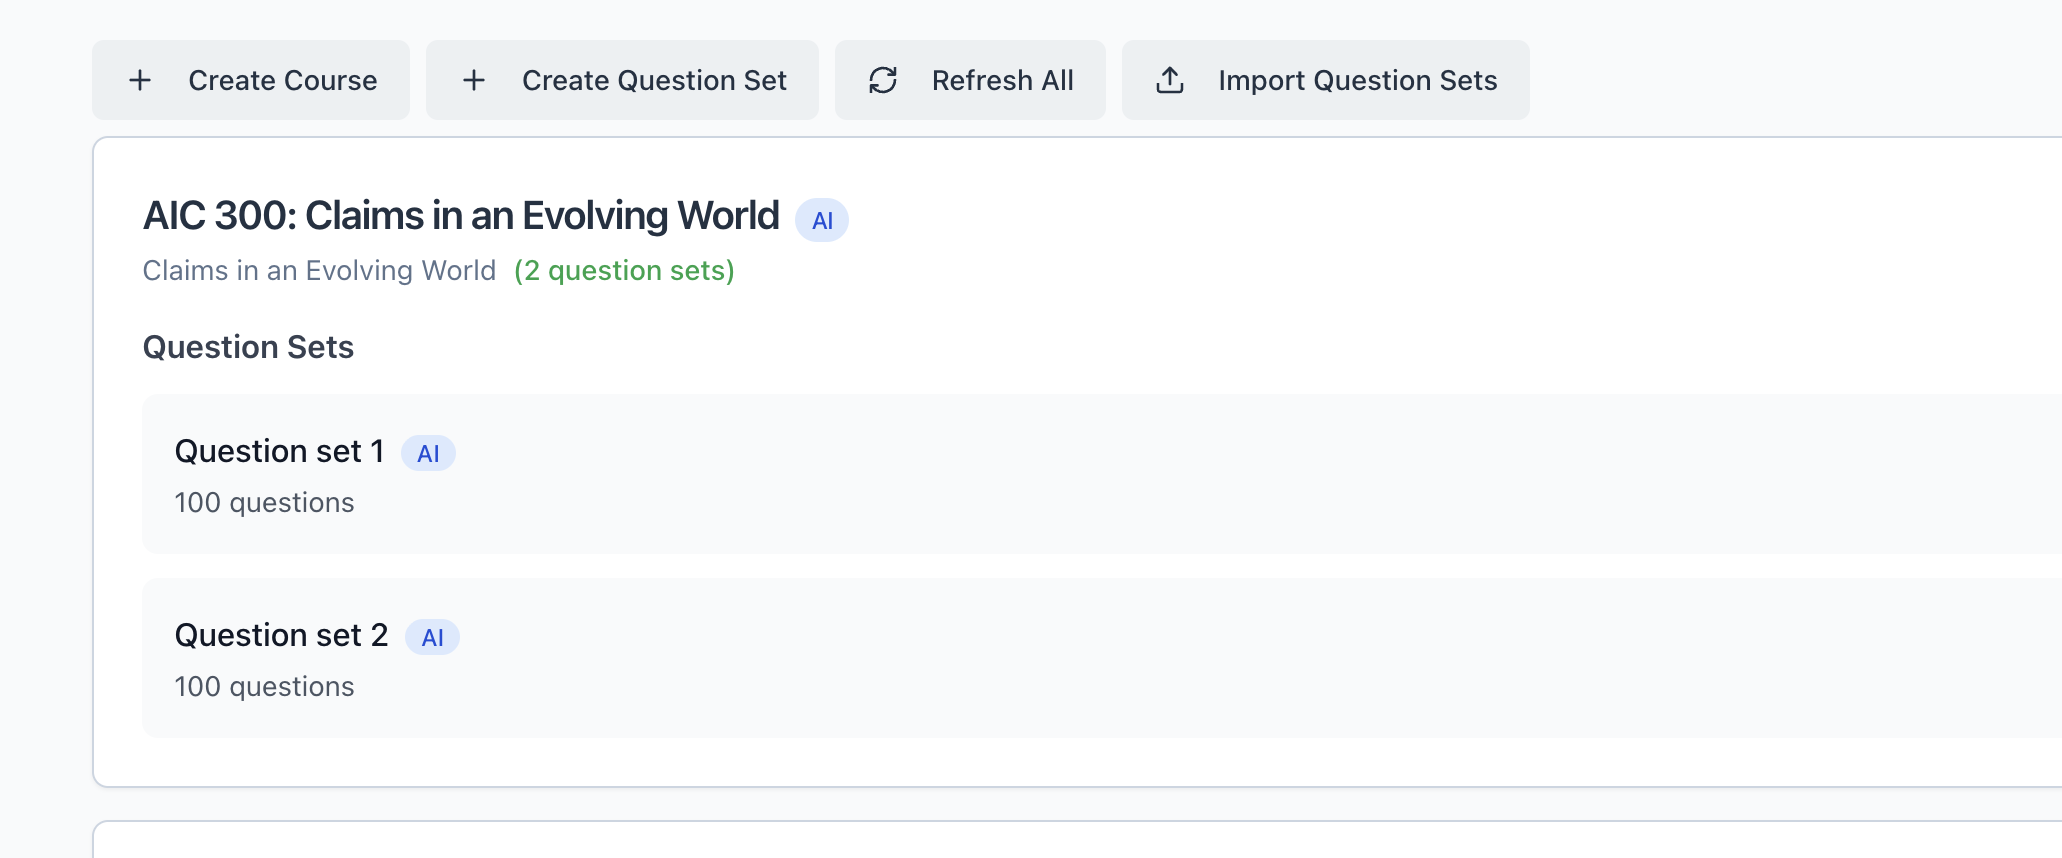 Create Course
Create Question Set
Refresh All
Import Question Sets
AIC 300: Claims in an Evolving World AI
Claims in an Evolving World (2 question sets)
Question Sets
Question set 1 AI
100 questions
Question set 2 AI
100 questions